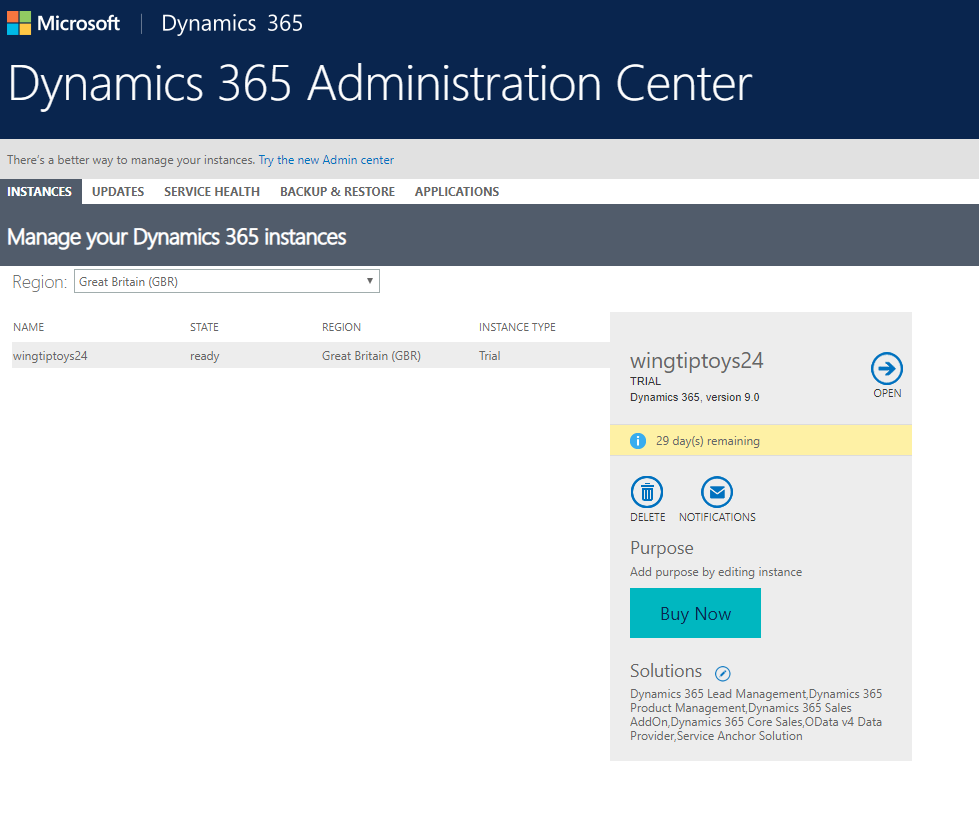 Microsoft | Dynamics 365
Dynamics 365 Administration Center
There's a better way to manage your instances. Try the new Admin center
INSTANCES UPDATES SERVICE HEALTH BACKUP & RESTORE APPLICATIONS
Manage your Dynamics 365 instances
Region: Great Britain (GBR)
NAME STATE REGION INSTANCE TYPE
wingtiptoys24 ready Great Britain (GBR) Trial
wingtiptoys24
TRIAL
Dynamics 365, version 9.0
OPEN
29 day(s) remaining
DELETE NOTIFICATIONS
Purpose
Add purpose by editing instance
Buy Now
Solutions
Dynamics 365 Lead Management,Dynamics 365
Product Management,Dynamics 365 Sales
AddOn,Dynamics 365 Core Sales,OData v4 Data
Provider,Service Anchor Solution